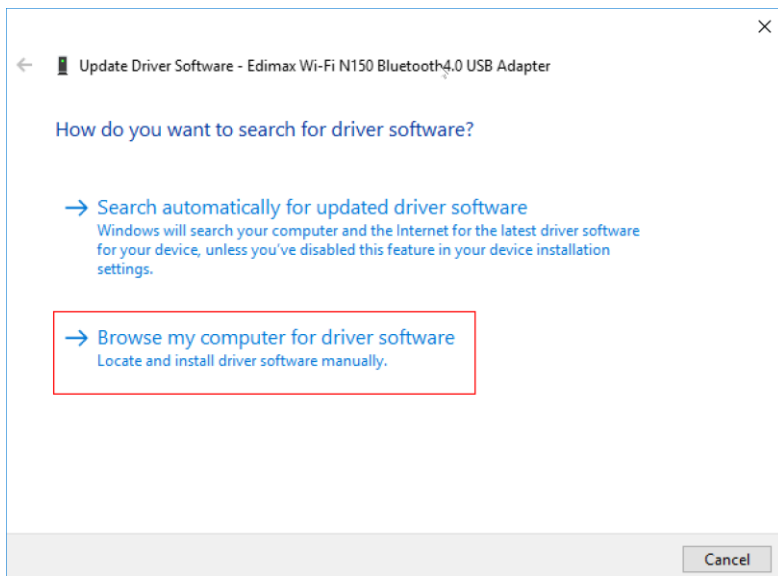 Update Driver Software - Edimax Wi-Fi N150 Bluetooth4.0 USB Adapter
How do you want to search for driver software?
Search automatically for updated driver software
Windows will search your computer and the Internet for the latest driver software
for your device, unless you've disabled this feature in your device installation
settings.
Browse my computer for driver software
Locate and install driver software manually.
Cancel